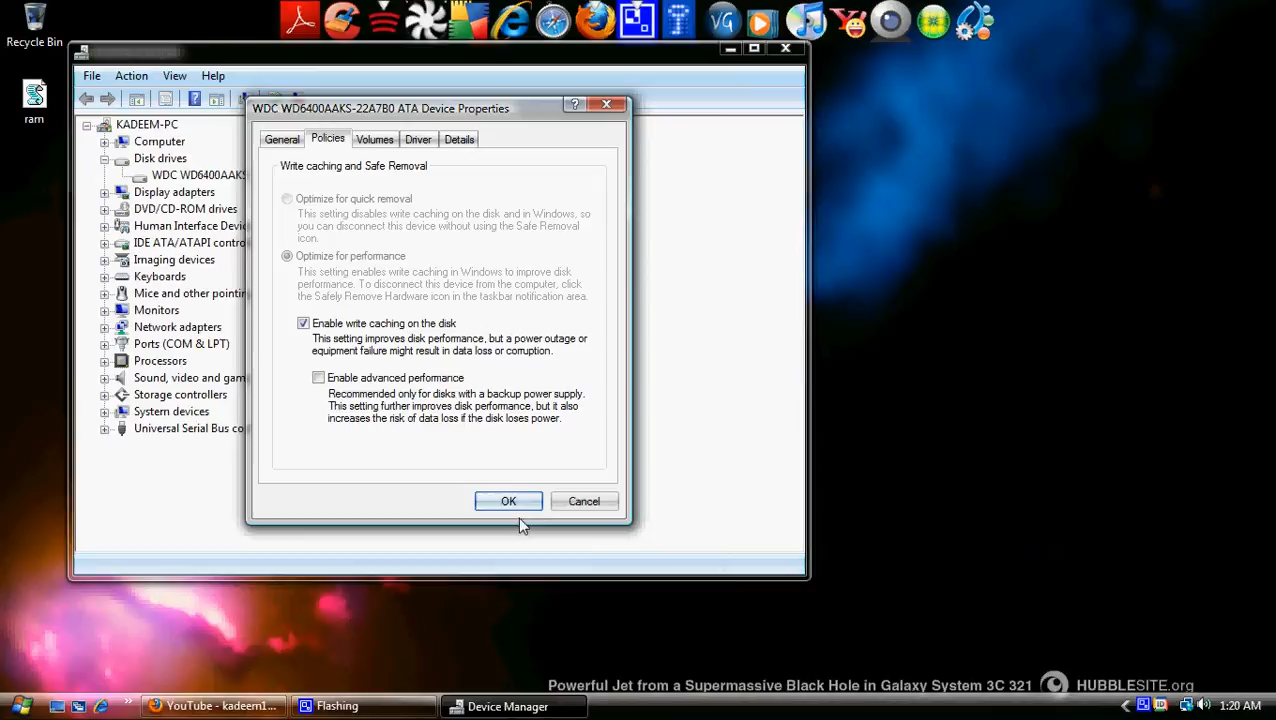 Recycle Bin
ram
File Action View Help
KADEEM-PC
Computer
Disk drives
WDC WD6400AAKS
Display adapters
DVD/CD-ROM drives
Human Interface Devi
IDE ATA/ATAPI contro
Imaging devices
Keyboards
Mice and other pointin
Monitors
Network adapters
Ports (COM & LPT)
Processors
Sound, video and gam
Storage controllers
System devices
Universal Serial Bus co
WDC WD6400AAKS-22A7B0 ATA Device Properties
General Policies Volumes Driver Details
Write caching and Safe Removal
Optimize for quick removal
This setting disables write caching on the disk and in Windows, so
you can disconnect this device without using the Safe Removal
icon.
Optimize for performance
This setting enables write caching in Windows to improve disk
performance. To disconnect this device from the computer, click
the Safely Remove Hardware icon in the taskbar notification area.
Enable write caching on the disk
This setting improves disk performance, but a power outage or
equipment failure might result in data loss or corruption.
Enable advanced performance
Recommended only for disks with a backup power supply.
This setting further improves disk performance, but it also
increases the risk of data loss if the disk loses power.
OK Cancel
VG
Powerful Jet from a Supermassive Black Hole in Galaxy System 3C 321 HUBBLESITE.org
YouTube - kadeem1... Flashing Device Manager 1:20 AM